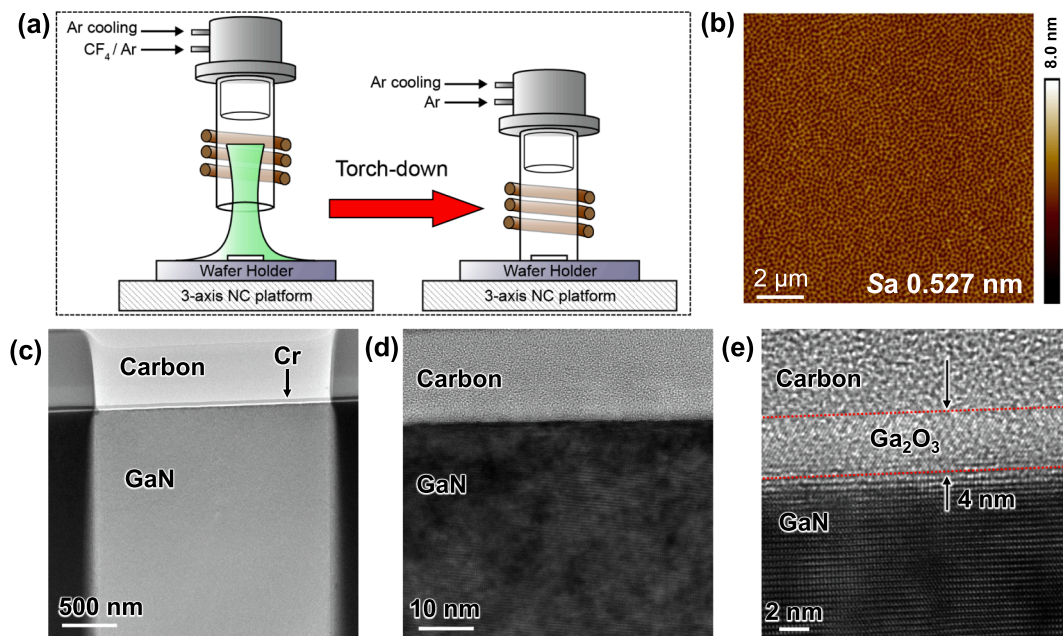 (a)
Ar cooling
CF₄ / Ar
Wafer Holder
3-axis NC platform
Torch-down
Ar cooling
Ar
Wafer Holder
3-axis NC platform
(b)
2 µm
Sa 0.527 nm
8.0 nm
(c)
Carbon
Cr
GaN
500 nm
(d)
Carbon
GaN
10 nm
(e)
Carbon
Ga₂O₃
4 nm
GaN
2 nm